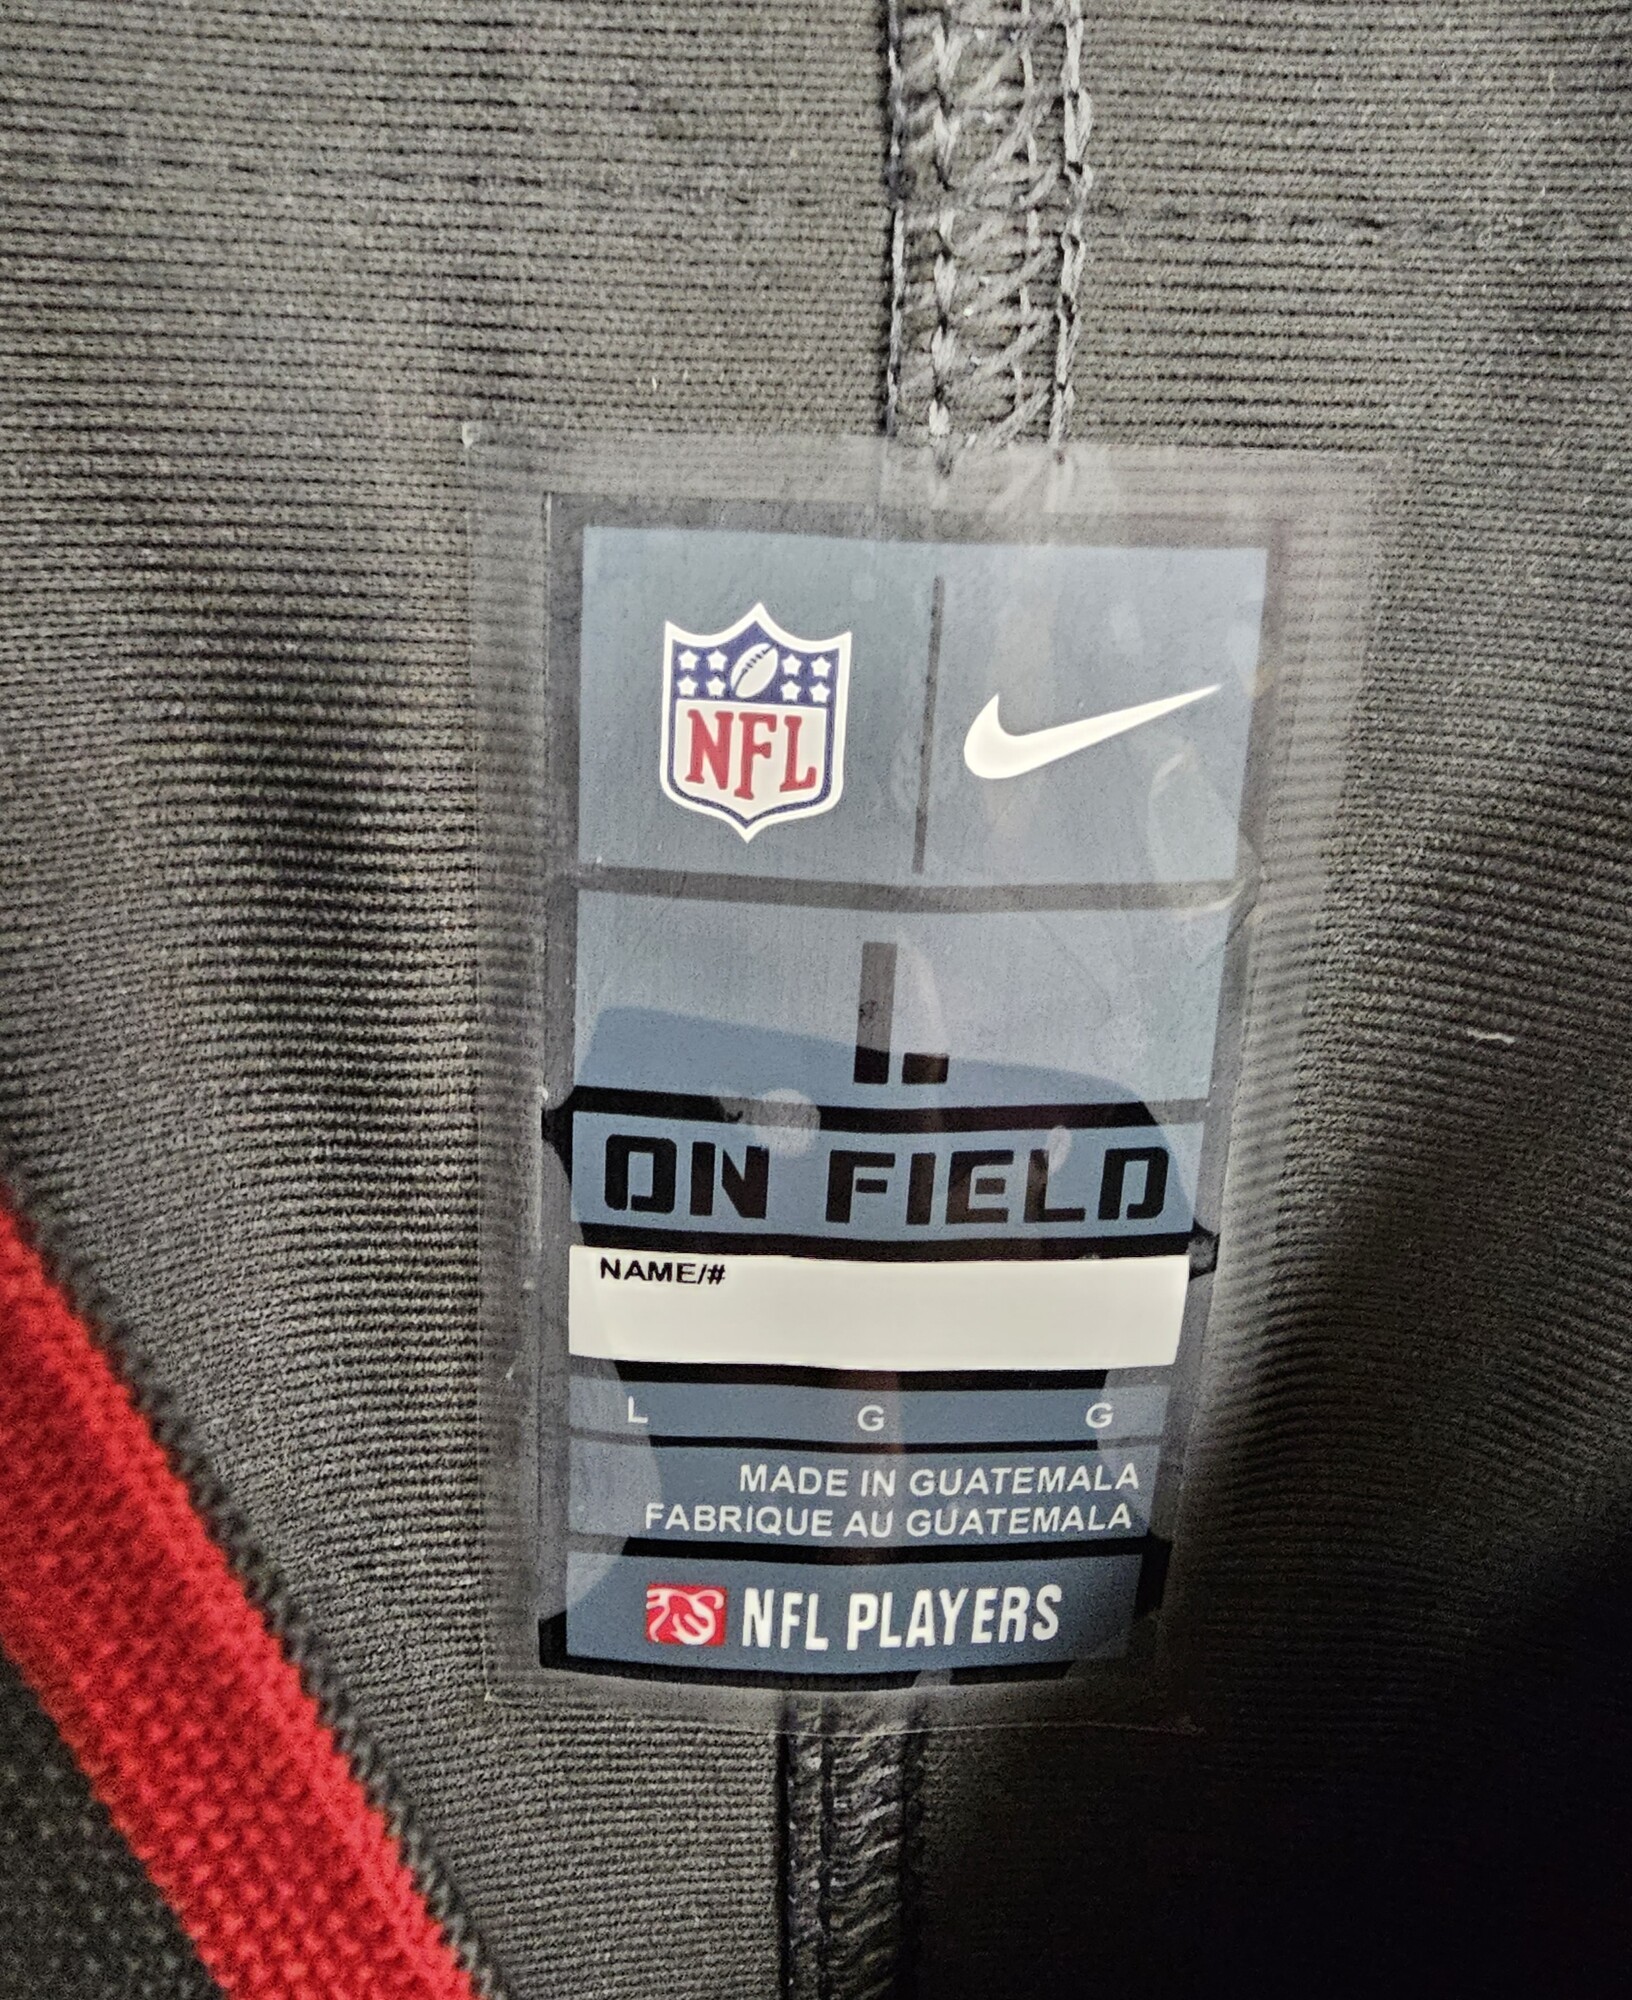 NFL
L
ON FIELD
NAME/#
L G G
MADE IN GUATEMALA
FABRIQUE AU GUATEMALA
NFL PLAYERS